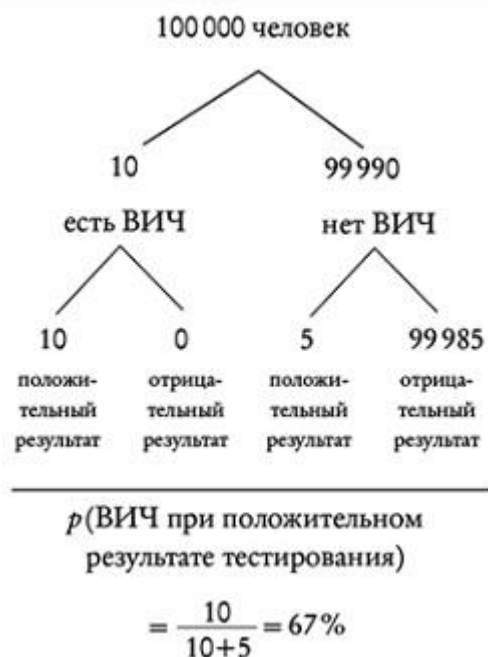 100 000 человек
10 99 990
есть ВИЧ нет ВИЧ
10 0 5 99 985
положи- отрица- положи- отрица-
тельный тельный тельный тельный
результат результат результат результат
p(ВИЧ при положительном
результате тестирования)
= 10/10+5 = 67%